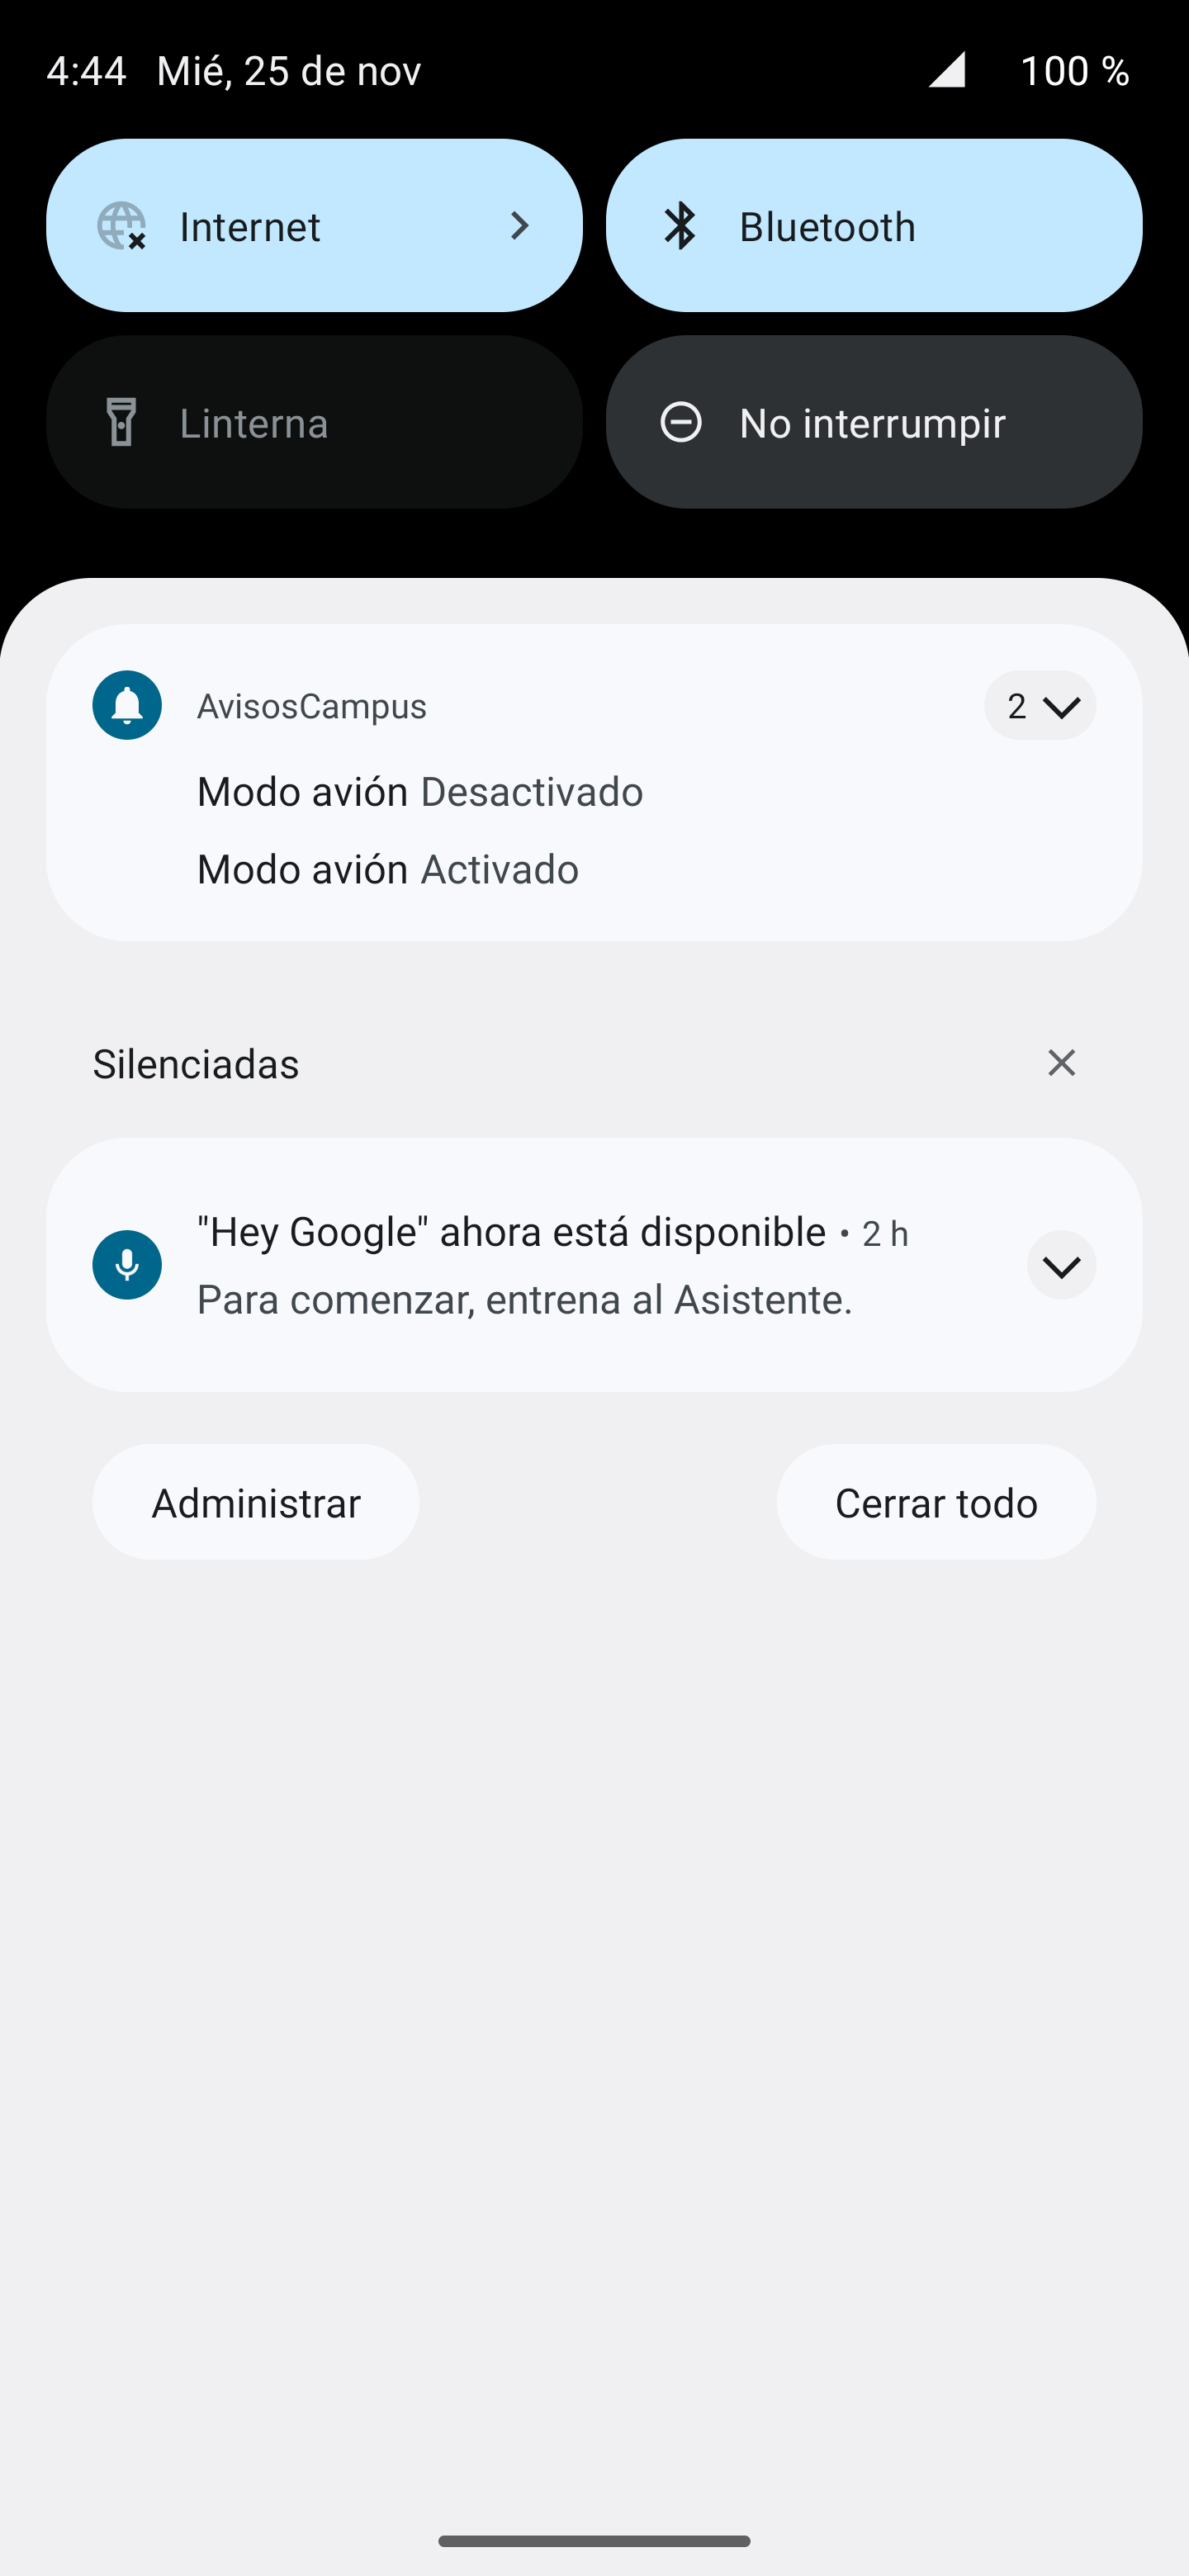 4:44 Mié, 25 de nov 100 %
Internet
Bluetooth
Linterna
No interrumpir
AvisosCampus
2
Modo avión Desactivado
Modo avión Activado
Silenciadas
"Hey Google" ahora está disponible • 2 h
Para comenzar, entrena al Asistente.
Administrar
Cerrar todo